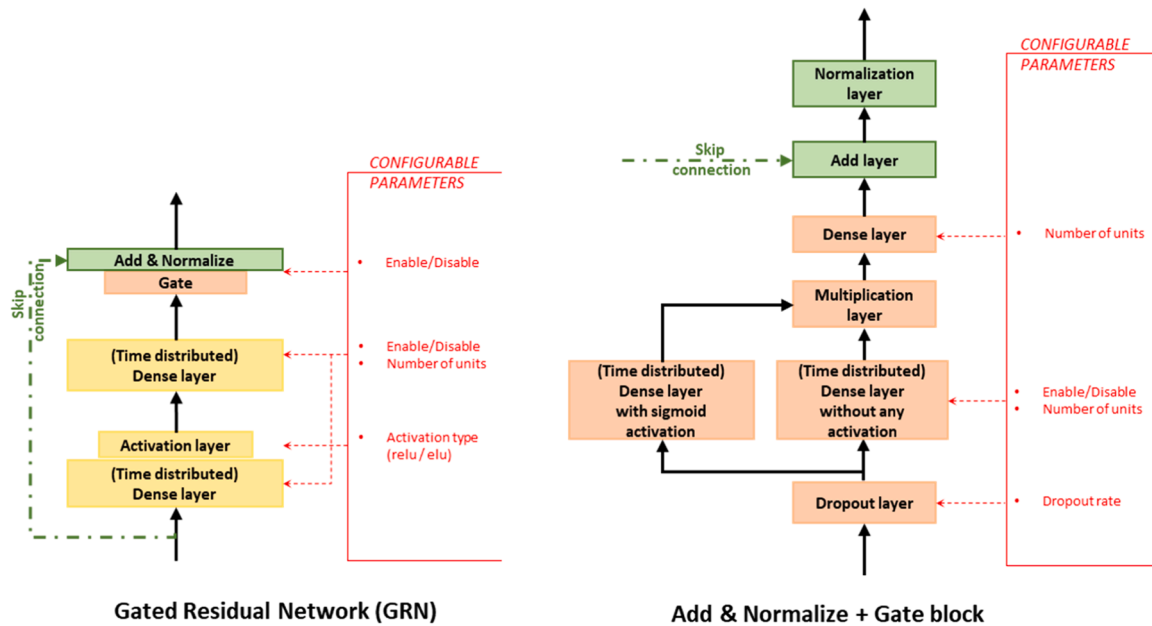 CONFIGURABLE
PARAMETERS
Add & Normalize
Gate
Skip
connection
(Time distributed)
Dense layer
Activation layer
(Time distributed)
Dense layer
• Enable/Disable
• Enable/Disable
• Number of units
• Activation type
(relu / elu)
Gated Residual Network (GRN)
CONFIGURABLE
PARAMETERS
Normalization
layer
Skip
connection
Add layer
Dense layer
• Number of units
Multiplication
layer
(Time distributed)
Dense layer
with sigmoid
activation
(Time distributed)
Dense layer
without any
activation
• Enable/Disable
• Number of units
Dropout layer
• Dropout rate
Add & Normalize + Gate block